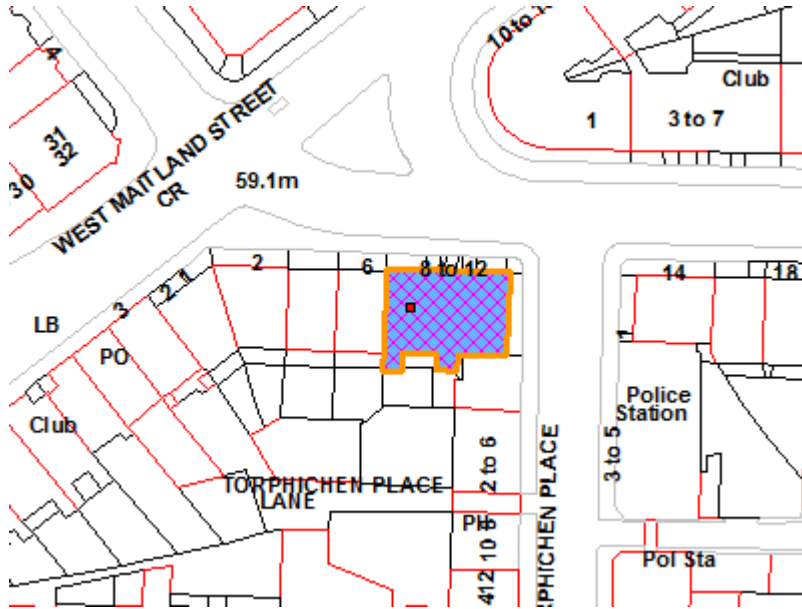 10 to 1
4
Club
31
32
1
3 to 7
30
WEST MAITLAND STREET
CR
59.1m
2
6
8 to 12
14
18
2 1
3
LB
1
PO
Police
Station
Club
3 to 5
2 to 6
TORPHICHEN PLACE
LANE
PH
PHICHEN PLACE
10 8
412
Pol Sta